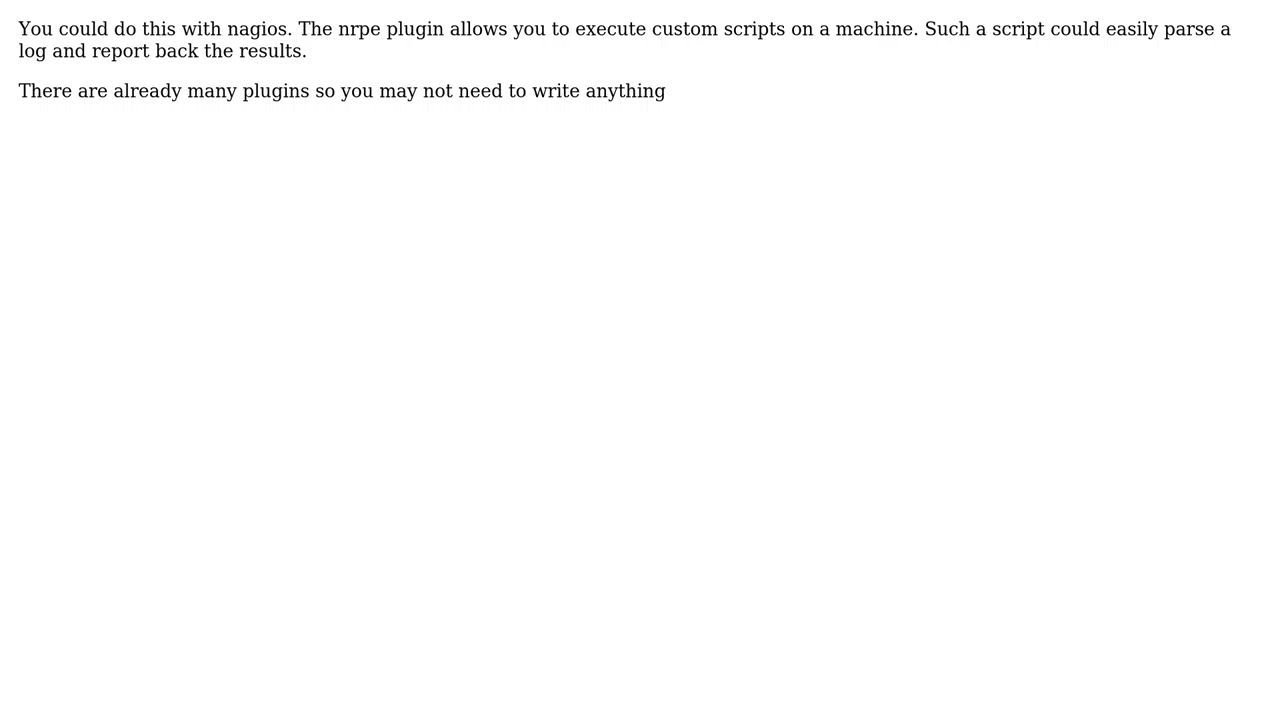 You could do this with nagios. The nrpe plugin allows you to execute custom scripts on a machine. Such a script could easily parse a
log and report back the results.
There are already many plugins so you may not need to write anything